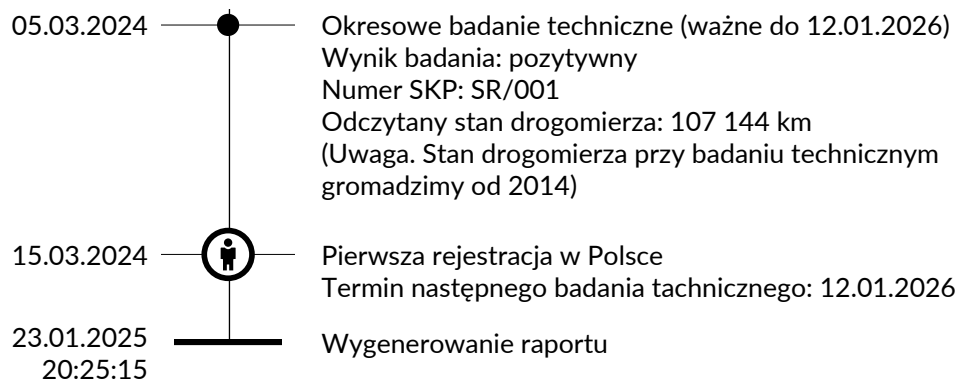 05.03.2024
Okresowe badanie techniczne (ważne do 12.01.2026)
Wynik badania: pozytywny
Numer SKP: SR/001
Odczytany stan drogomierza: 107 144 km
(Uwaga. Stan drogomierza przy badaniu technicznym
gromadzimy od 2014)
15.03.2024
Pierwsza rejestracja w Polsce
Termin następnego badania tachnicznego: 12.01.2026
23.01.2025
20:25:15
Wygenerowanie raportu